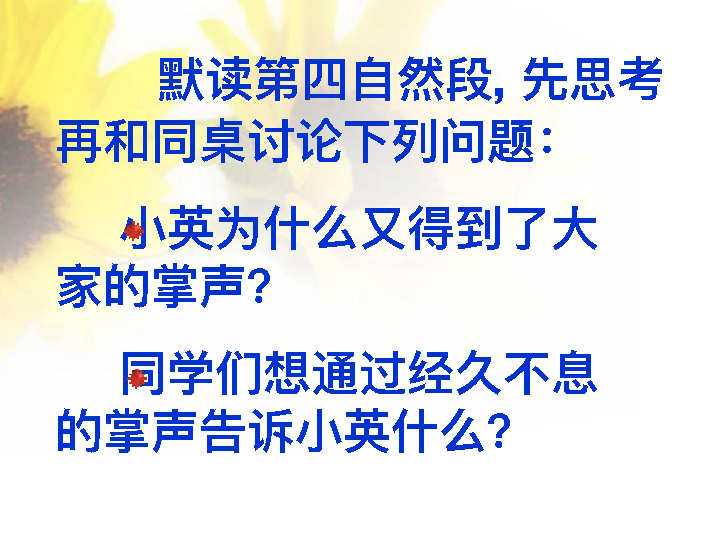 默读第四自然段，先思考
再和同桌讨论下列问题：
小英为什么又得到了大
家的掌声？
同学们想通过经久不息
的掌声告诉小英什么？